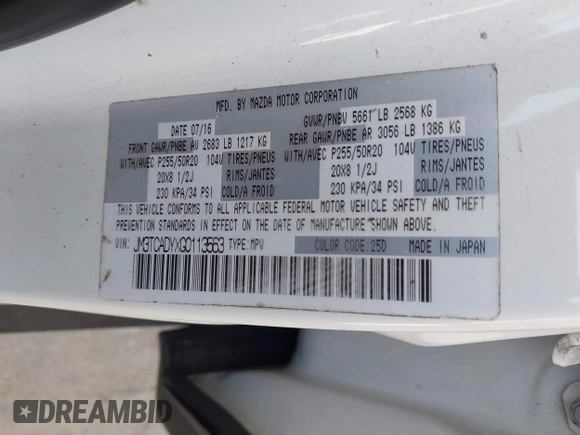 MFD. BY MAZDA MOTOR CORPORATION
DATE 07/16 GVWR/PNBV 5661 LB 2568 KG
FRONT GAWR/PNBE AV 2683 LB 1217 KG REAR GAWR/PNBE AR 3056 LB 1386 KG
WITH/AVEC P255/50R20 104V TIRES/PNEUS WITH/AVEC P255/50R20 104V TIRES/PNEUS
20X8 1/2J RIMS/JANTES 20X8 1/2J RIMS/JANTES
230 KPA/34 PSI COLD/A FROID 230 KPA/34 PSI COLD/A FROID
THIS VEHICLE CONFORMS TO ALL APPLICABLE FEDERAL MOTOR VEHICLE SAFETY AND THEFT
PREVENTION STANDARDS IN EFFECT ON THE DATE OF MANUFACTURE SHOWN ABOVE.
VIN: JM3TCADYXG0113563 TYPE:MPV COLOR CODE:25D MADE IN JAPAN
DREAMBID